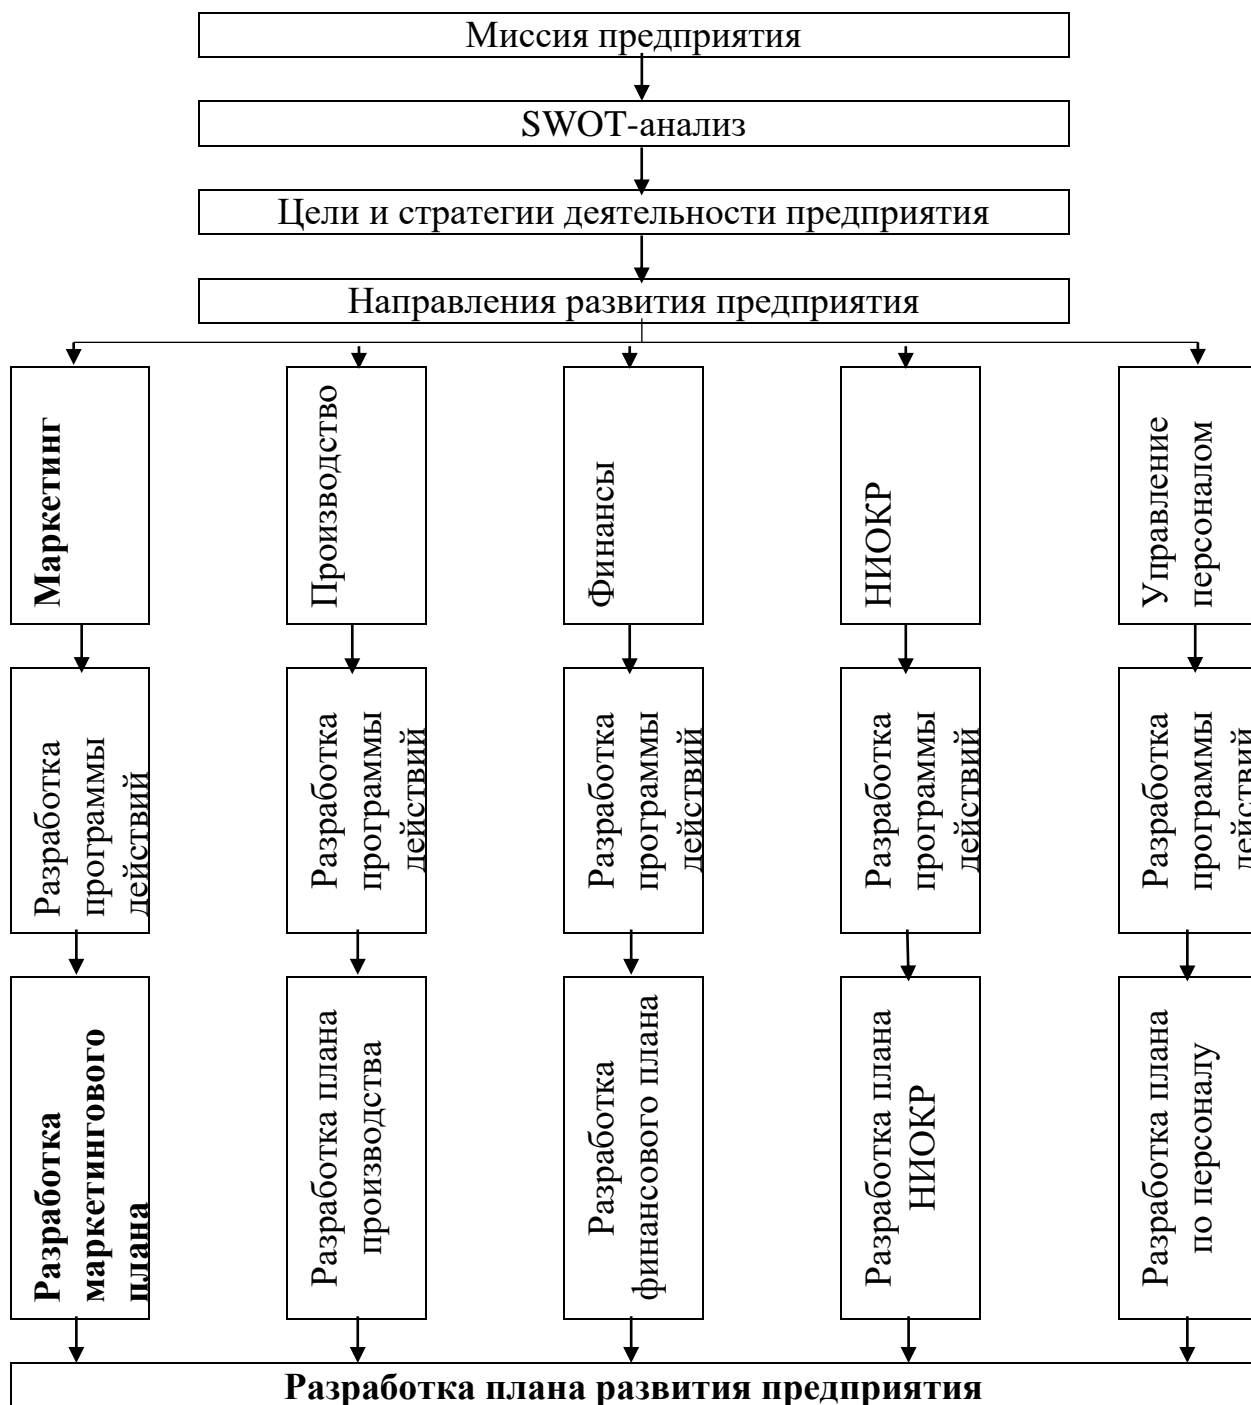 Миссия предприятия
SWOT-анализ
Цели и стратегии деятельности предприятия
Направления развития предприятия
Маркетинг
Производство
Финансы
НИОКР
Управление
персоналом
Разработка
программы
действий
Разработка
программы
действий
Разработка
программы
действий
Разработка
программы
действий
Разработка
программы
действий
Разработка
маркетингового
плана
Разработка плана
производства
Разработка
финансового плана
Разработка плана
НИОКР
Разработка плана
по персоналу
Разработка плана развития предприятия